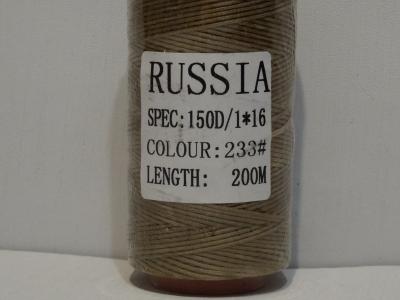 RUSSIA
SPEC:150D/1*16
COLOUR:233#
LENGTH: 200M